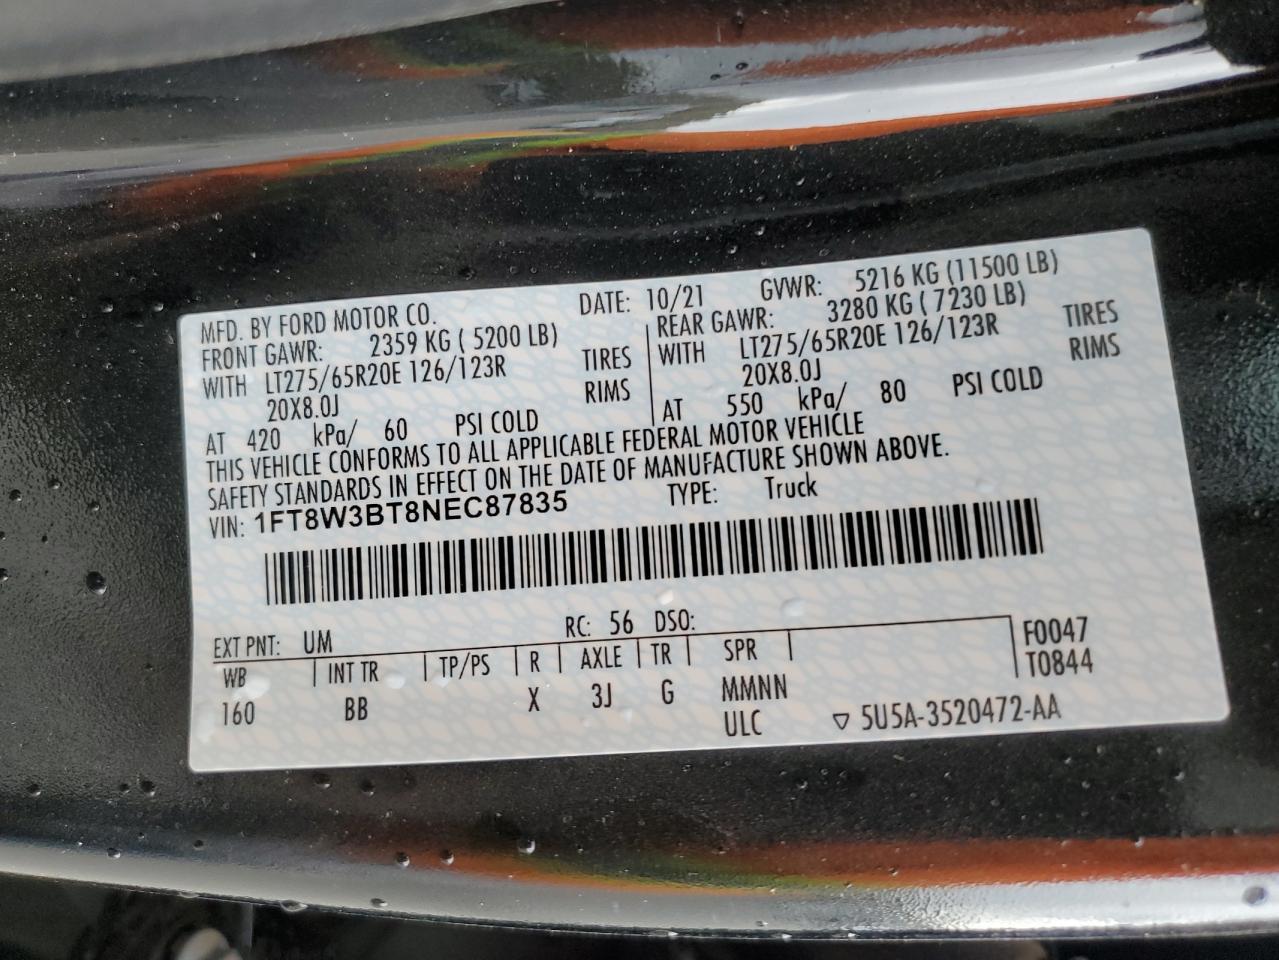 MFD. BY FORD MOTOR CO. DATE: 10/21 GVWR: 5216 KG (11500 LB)
FRONT GAWR: 2359 KG ( 5200 LB) REAR GAWR: 3280 KG ( 7230 LB)
WITH LT275/65R20E 126/123R TIRES WITH LT275/65R20E 126/123R TIRES
20X8.0J RIMS 20X8.0J RIMS
AT 420 kPa/ 60 PSI COLD AT 550 kPa/ 80 PSI COLD
THIS VEHICLE CONFORMS TO ALL APPLICABLE FEDERAL MOTOR VEHICLE
SAFETY STANDARDS IN EFFECT ON THE DATE OF MANUFACTURE SHOWN ABOVE.
VIN: 1FT8W3BT8NEC87835 TYPE: Truck
EXT PNT: UM RC: 56 DSO:
WB INT TR TP/PS R AXLE TR SPR F0047
160 BB X 3J G MMNN T0844
ULC ▽ 5U5A-3520472-AA